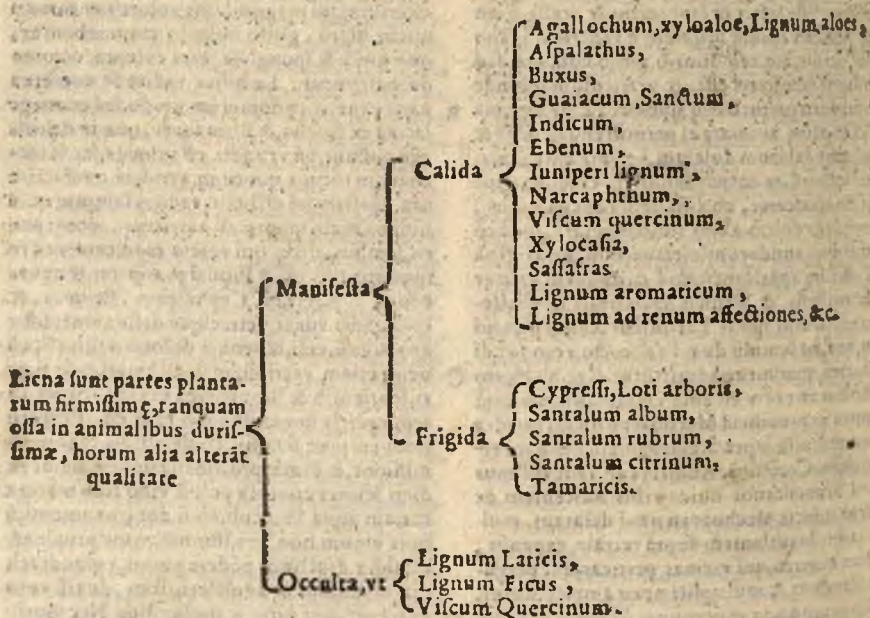 Agallochum, xyloaloe, Lignum aloes,
Aſpalathus,
Buxus,
Guaiacum, Sanctum,
Indicum,
Ebenum,
Calida
Iuniperi lignum,
Narcaphthum,,
Viſcum quercinum,
Xylocaſia,
Saſſafras
Lignum aromaticum,
Lignum ad renum affectiones, &c.
Manifeſta
Ligna ſunt partes planta-
rum firmiſſimę, tanquam
oſſa in animalibus duriſ-
ſimæ, horum alia alterāt
qualitate
Cypreſſi, Loti arboris,
Santalum album,
Frigida
Santalum rubrum,
Santalum citrinum,
Tamaricis.
Occulta, vt
Lignum Laricis,
Lignum Ficus,
Viſcum Quercinum.